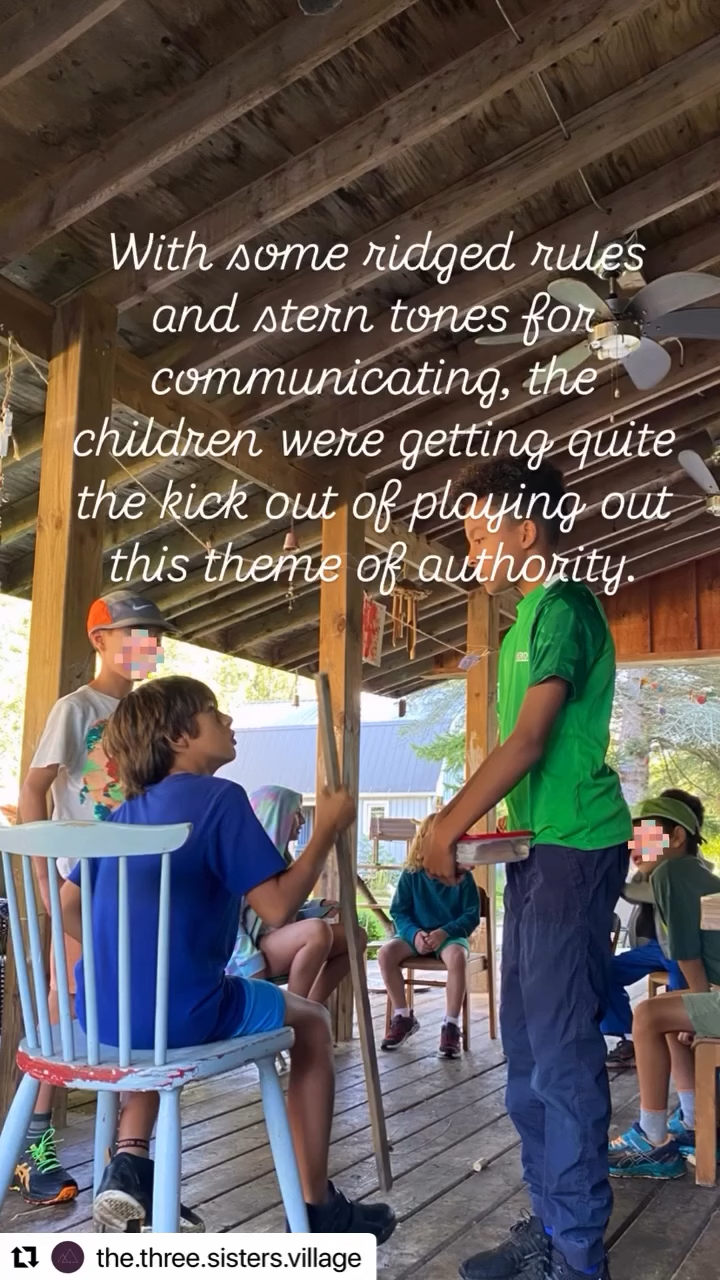 With some ridged rules
and stern tones for
communicating, the
children were getting quite
the kick out of playing out
this theme of authority.
the.three.sisters.village